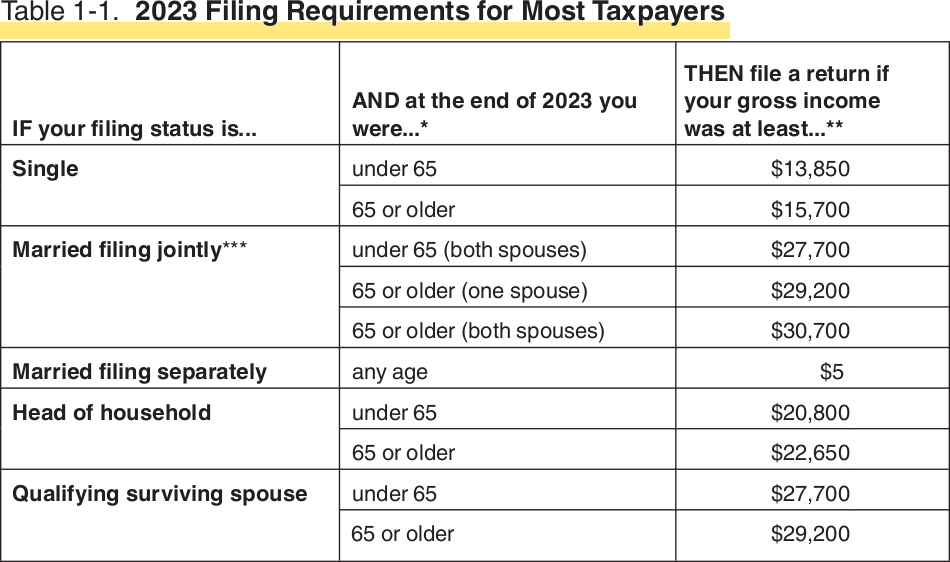 Table 1-1. 2023 Filing Requirements for Most Taxpayers
IF your filing status is...
AND at the end of 2023 you
were...*
THEN file a return if
your gross income
was at least...**
Single
under 65
$13,850
65 or older
$15,700
Married filing jointly***
under 65 (both spouses)
$27,700
65 or older (one spouse)
$29,200
65 or older (both spouses)
$30,700
Married filing separately
any age
$5
Head of household
under 65
$20,800
65 or older
$22,650
Qualifying surviving spouse
under 65
$27,700
65 or older
$29,200